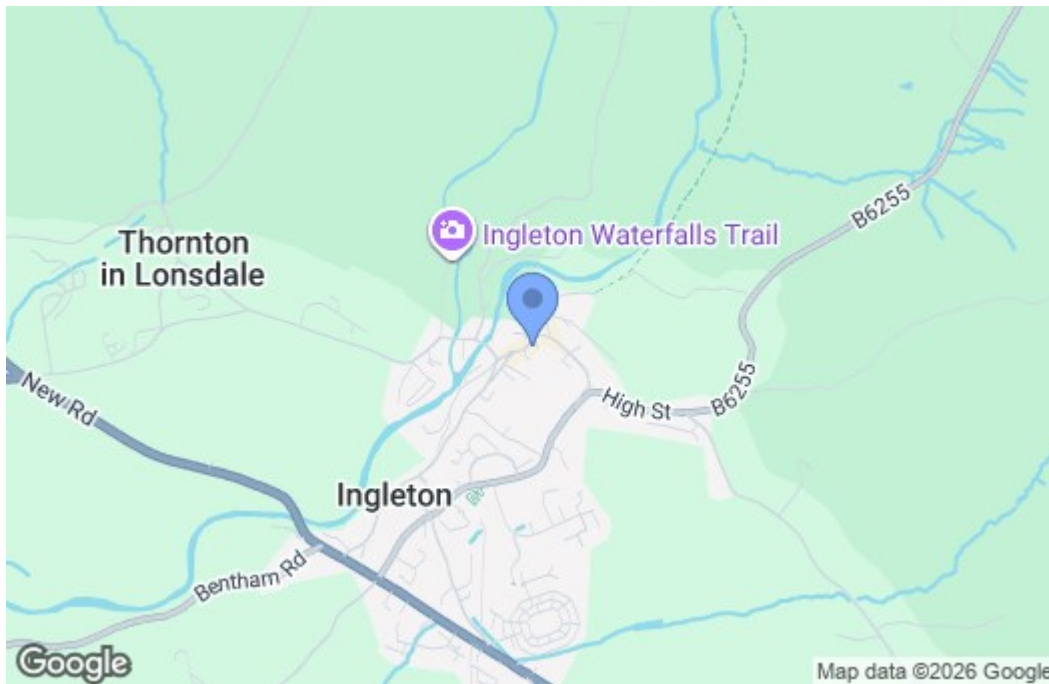 B6255
Ingleton Waterfalls Trail
Thornton
in Lonsdale
New Rd
High St
B6255
Ingleton
Bentham Rd
Google
Map data ©2026 Google